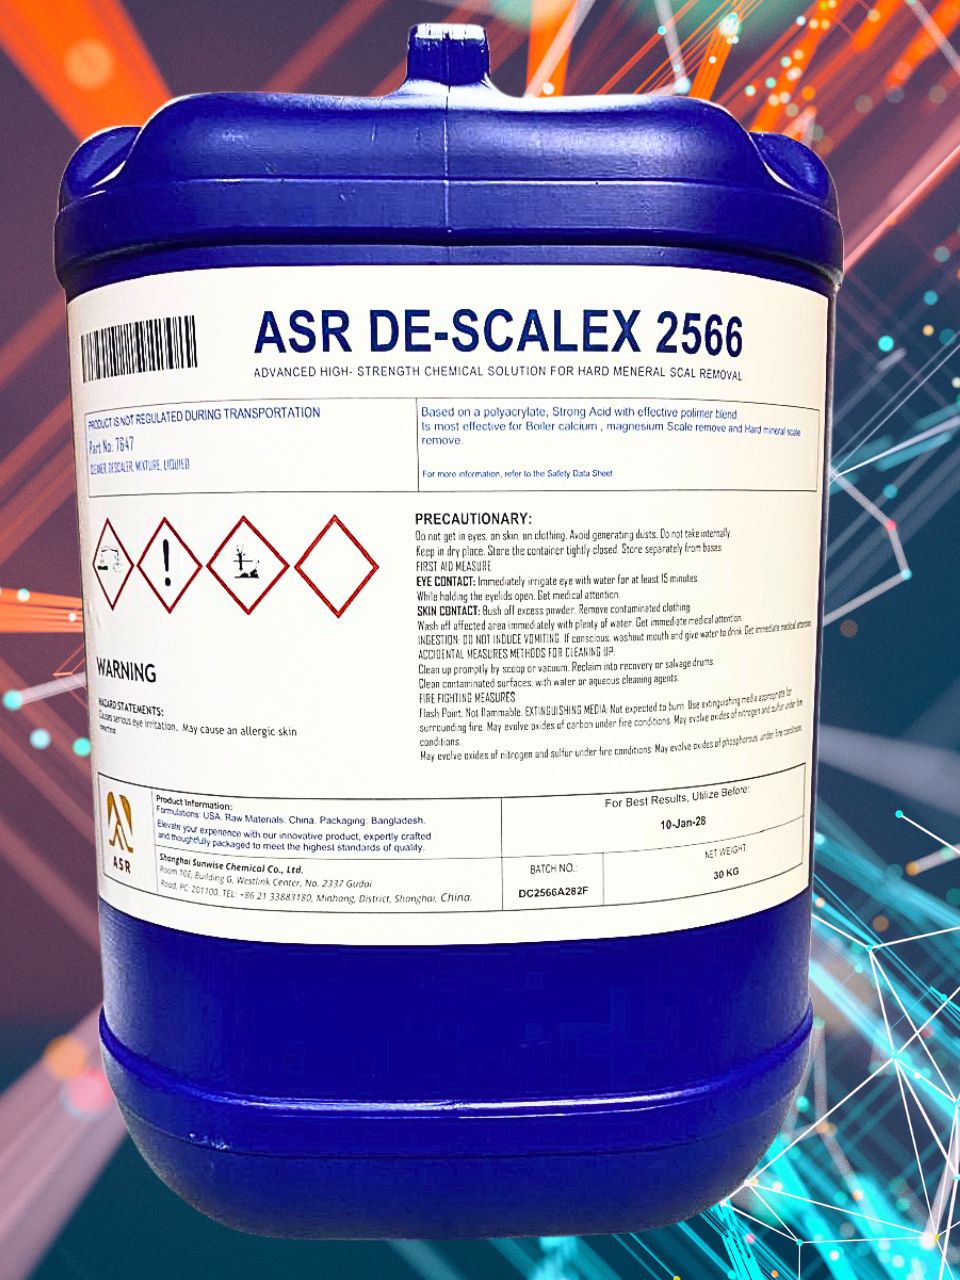 ASR DE-SCALEX 2566
ADVANCED HIGH- STRENGTH CHEMICAL SOLUTION FOR HARD MENERAL SCAL REMOVAL
PRODUCT IS NOT REGULATED DURING TRANSPORTATION
Part No: 7647
CLEANER, DESCALER, MIXTURE, LIQUIED
Based on a polyacrylate, Strong Acid with effective polimer blend.
Is most effective for Boiler calcium , magnesium Scale remove and Hard mineral scale
remove.
For more information, refer to the Safety Data Sheet
PRECAUTIONARY:
Do not get in eyes, on skin, on clothing. Avoid generating dusts. Do not take internally.
Keep in dry place. Store the container tightly closed. Store separately from bases
FIRST AID MEASURE
EYE CONTACT: Immediately irrigate eye with water for at least 15 minutes
While holding the eyelids open. Get medical attention.
SKIN CONTACT: Bush off excess powder. Remove contaminated clothing.
Wash off affected area immediately with plenty of water. Get immediate medical attention.
INGESTION: DO NOT INDUCE VOMITING. If conscious, washout mouth and give water to drink. Get immediate medical attention
ACCIDENTAL MEASURES METHODS FOR CLEANING UP:
Clean up promptly by scoop or vacuum. Reclaim into recovery or salvage drums.
Clean contaminated surfaces, with water or aqueous cleaning agents.
FIRE FIGHTING MEASURES
Flash Point: Not flammable. EXTINGUISHING MEDIA: Not expected to burn. Use extinguishing media appropriate for
surrounding fire. May evolve oxides of carbon under fire conditions. May evolve oxides of nitrogen and sulfur under fire
conditions.
May evolve oxides of nitrogen and sulfur under fire conditions. May evolve oxides of phosphorous, under fire conditions.
WARNING
HAZARD STATEMENTS:
Causes serious eye irritation.. May cause an allergic skin
ASR
Product Information:
Formulations: USA, Raw Materials: China, Packaging: Bangladesh.
Elevate your experience with our innovative product, expertly crafted
and thoughtfully packaged to meet the highest standards of quality.
Shanghai Sunwise Chemical Co., Ltd.
Room 102, Building G, Westlink Center, No. 2337 Gudai
Road, PC: 201100, TEL: +86 21 33883180, Minhang, District, Shanghai, China.
For Best Results, Utilize Before:
10-Jan-28
BATCH NO.:
DC2566A282F
NET WEIGHT
30 KG